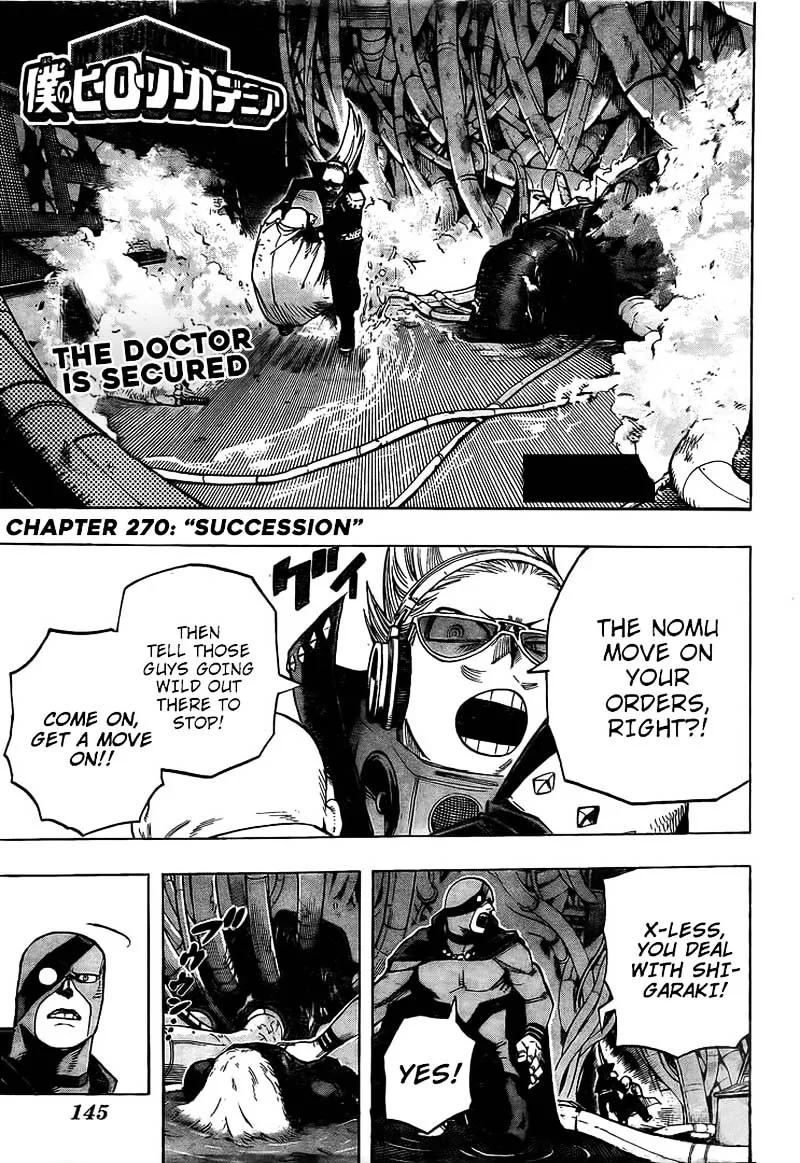 僕のヒーローアカデミア
THE DOCTOR
IS SECURED
CHAPTER 270: “SUCCESSION”
THE NOMU
MOVE ON
YOUR
ORDERS,
RIGHT?!
グイ
THEN
TELL THOSE
GUYS GOING
WILD OUT
THERE TO
STOP!
COME ON,
GET A MOVE
ON!!
X-LESS,
YOU DEAL
WITH SHI-
GARAKI!
YES!
145